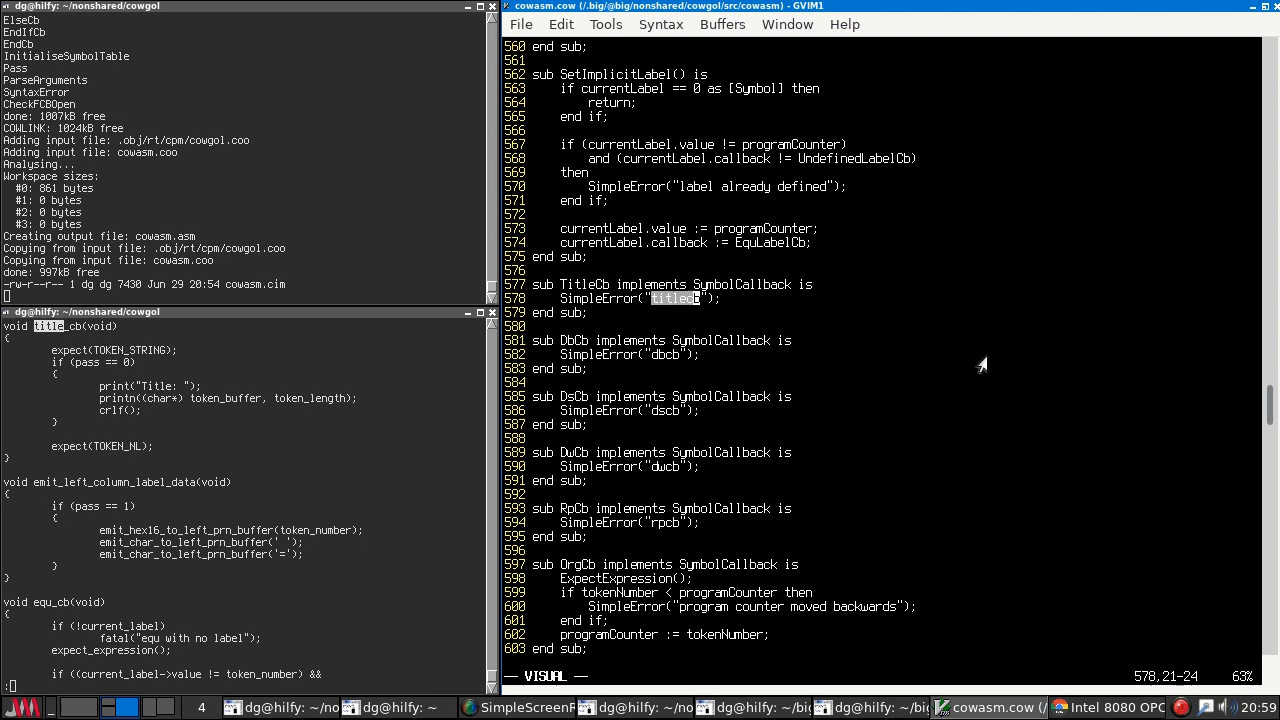 dg@hilfy: ~/nonshared/cowgol
ElseCb
EndIfCb
EndCb
InitialiseSymbolTable
Pass
ParseArguments
SyntaxError
CheckFCBOpen
done: 1007kB free
COWLINK: 1024kB free
Adding input file: .obj/rt/cpm/cowgol.coo
Adding input file: cowasm.coo
Analysing...
Workspace sizes:
#0: 861 bytes
#1: 0 bytes
#2: 0 bytes
#3: 0 bytes
Creating output file: cowasm.asm
Copying from input file: .obj/rt/cpm/cowgol.coo
Copying from input file: cowasm.coo
done: 997kB free
-rw-r--r-- 1 dg dg 7430 Jun 29 20:54 cowasm.cim
dg@hilfy: ~/nonshared/cowgol
void title_cb(void)
{
expect(TOKEN_STRING);
if (pass == 0)
{
print("Title: ");
print((char*) token_buffer, token_length);
crlf();
}
expect(TOKEN_NL);
}
void emit_left_column_label_data(void)
{
if (pass == 1)
{
emit_hex16_to_left_prn_buffer(token_number);
emit_char_to_left_prn_buffer(' ');
emit_char_to_left_prn_buffer('=');
}
}
void equ_cb(void)
{
if (!current_label)
fatal("equ with no label");
expect_expression();
if ((current_label->value != token_number) &&
:
cowasm.cow (/.big/@big/nonshared/cowgol/src/cowasm) - GVIM1
File Edit Tools Syntax Buffers Window Help
560 end sub;
561
562 sub SetImplicitLabel() is
563 if currentLabel == 0 as [Symbol] then
564 return;
565 end if;
566
567 if (currentLabel.value != programCounter)
568 and (currentLabel.callback != UndefinedLabelCb)
569 then
570 SimpleError("label already defined");
571 end if;
572
573 currentLabel.value := programCounter;
574 currentLabel.callback := EquLabelCb;
575 end sub;
576
577 sub TitleCb implements SymbolCallback is
578 SimpleError("titlecb");
579 end sub;
580
581 sub DbCb implements SymbolCallback is
582 SimpleError("dbcb");
583 end sub;
584
585 sub DsCb implements SymbolCallback is
586 SimpleError("dscb");
587 end sub;
588
589 sub DwCb implements SymbolCallback is
590 SimpleError("dwcb");
591 end sub;
592
593 sub RpCb implements SymbolCallback is
594 SimpleError("rpcb");
595 end sub;
596
597 sub OrgCb implements SymbolCallback is
598 ExpectExpression();
599 if tokenNumber < programCounter then
600 SimpleError("program counter moved backwards");
601 end if;
602 programCounter := tokenNumber;
603 end sub;
-- VISUAL -- 578,21-24 63%
4 dg@hilfy: ~/no dg@hilfy: ~ SimpleScreenR dg@hilfy: ~/no dg@hilfy: ~/big dg@hilfy: ~/big cowasm.cow (/ Intel 8080 OPC 20:59